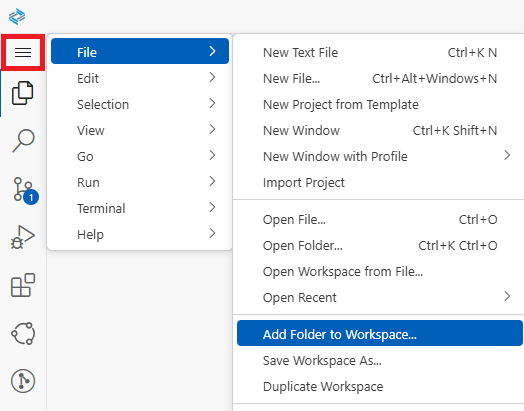 File
Edit
Selection
View
Go
Run
Terminal
Help
1
New Text File Ctrl+K N
New File... Ctrl+Alt+Windows+N
New Project from Template
New Window Ctrl+K Shift+N
New Window with Profile
Import Project
Open File... Ctrl+O
Open Folder... Ctrl+K Ctrl+O
Open Workspace from File...
Open Recent
Add Folder to Workspace...
Save Workspace As...
Duplicate Workspace